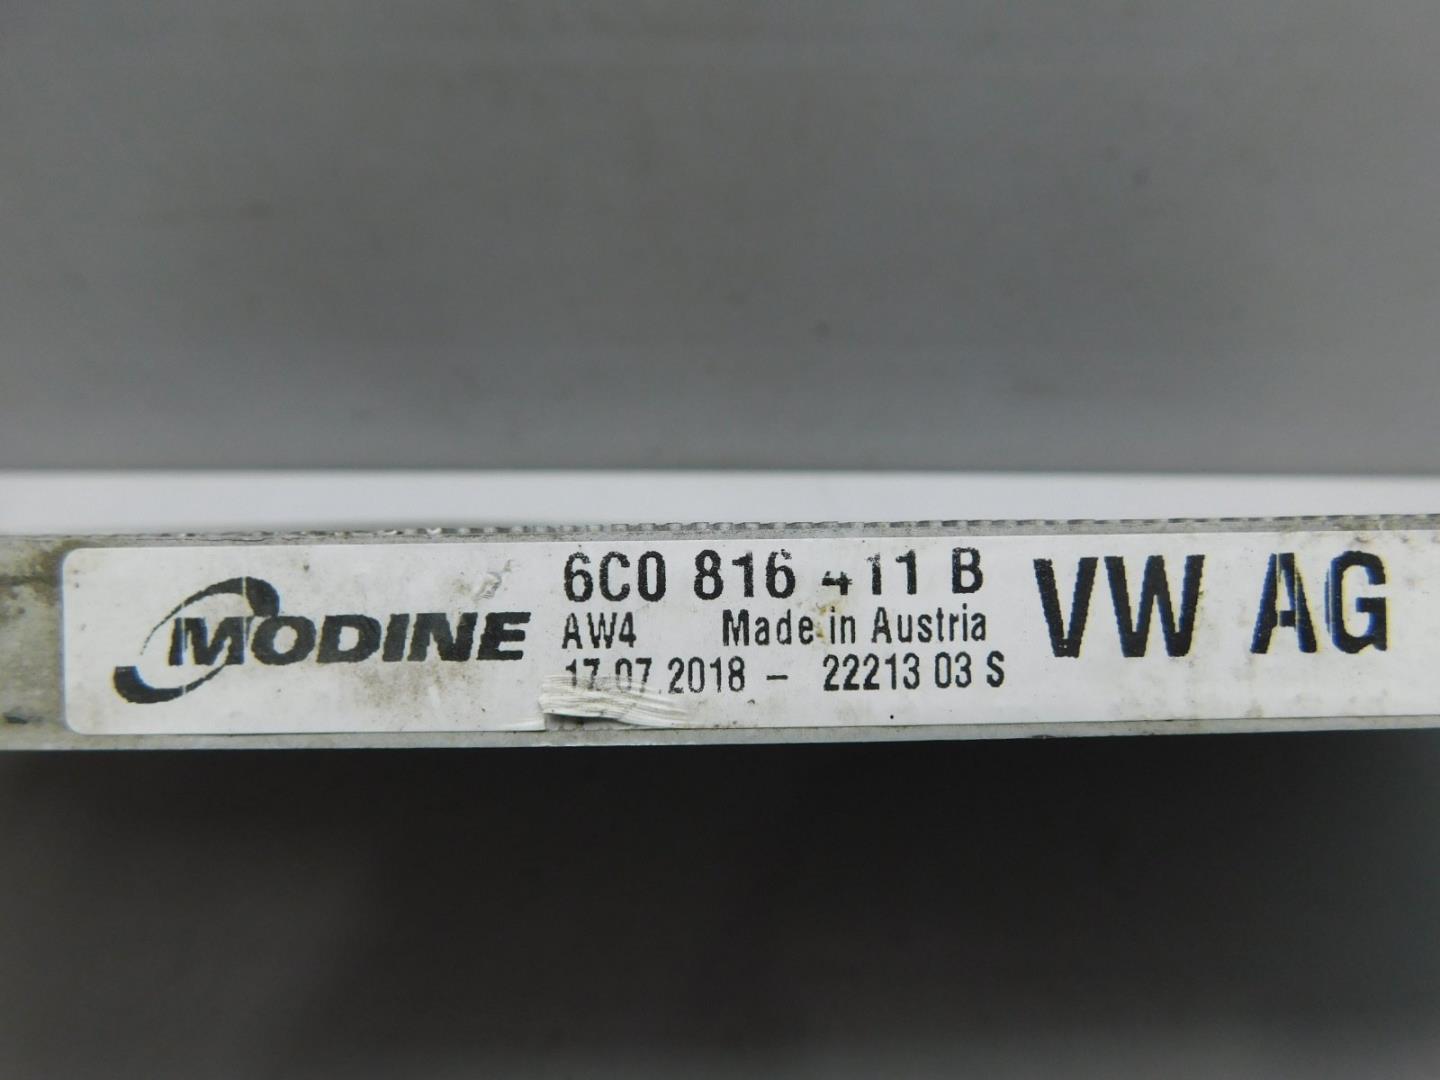 MODINE
6C0 816 411 B
AW4 Made in Austria
17.07.2018 - 22213 03 S
VW AG